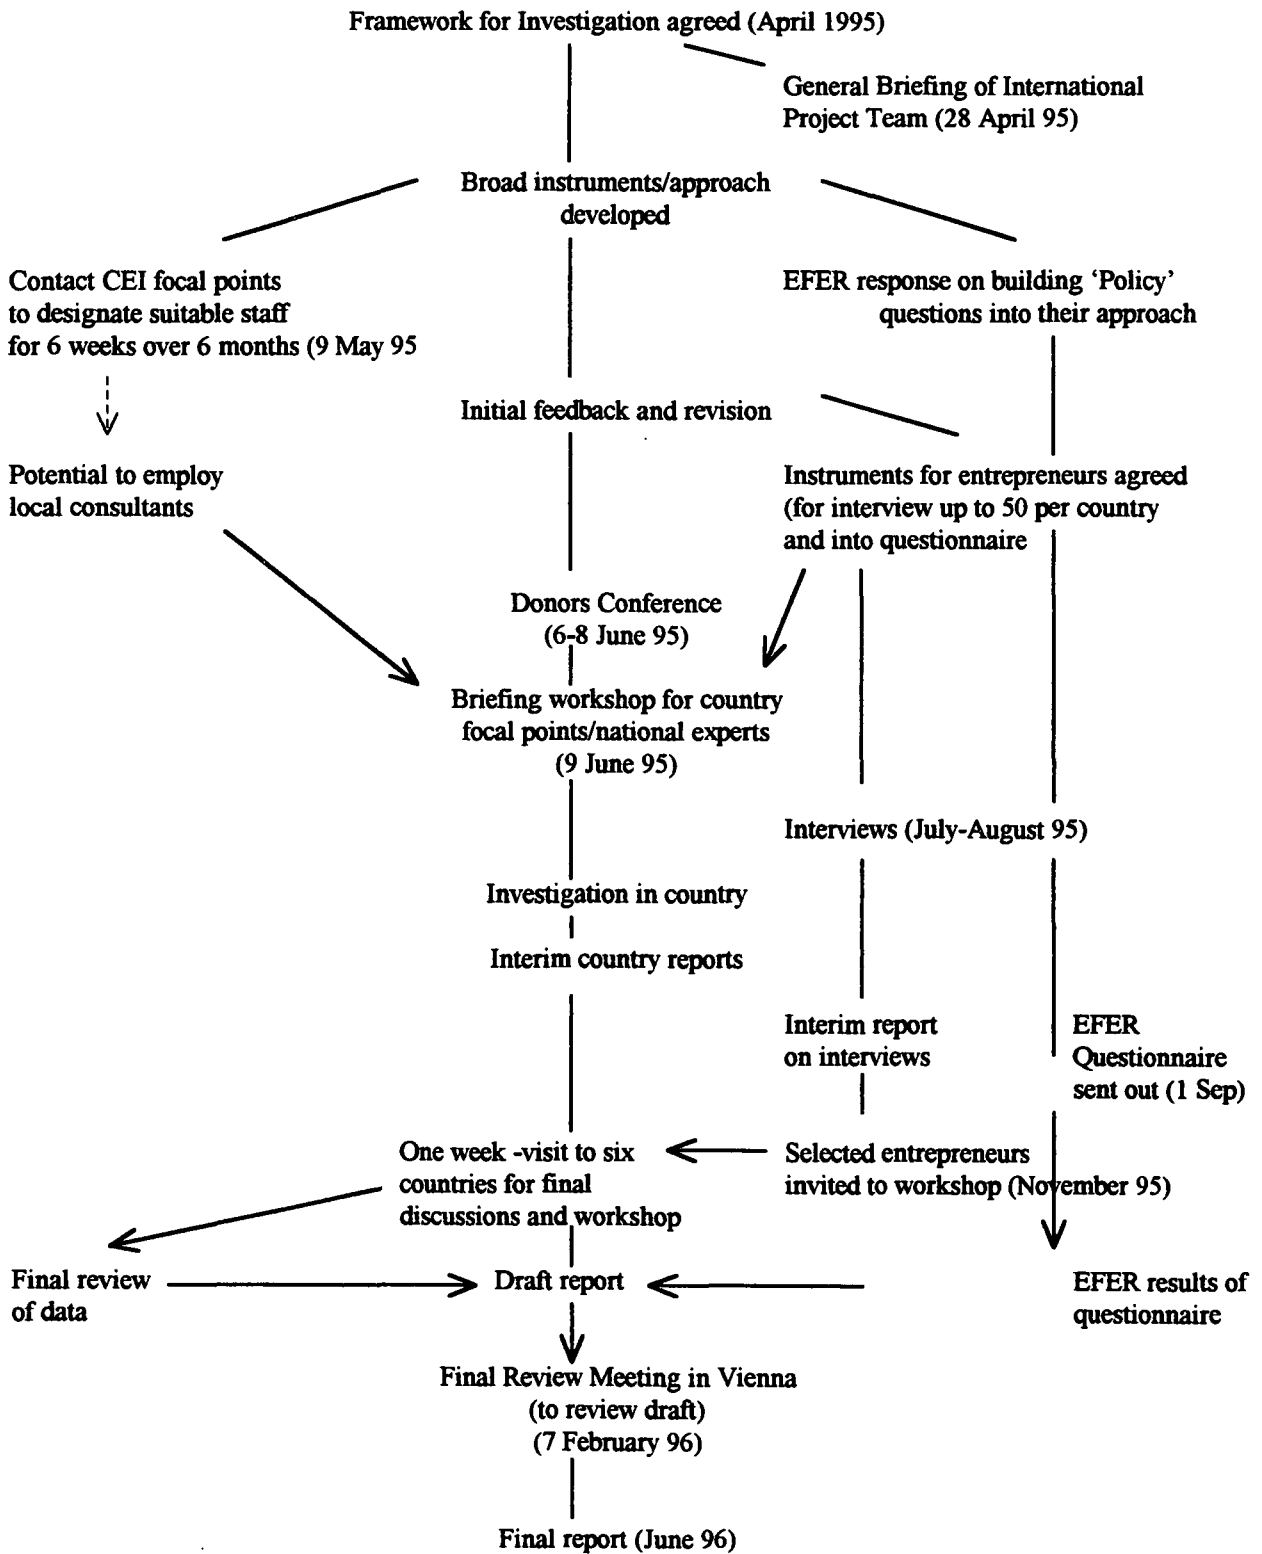 Framework for Investigation agreed (April 1995)
General Briefing of International
Project Team (28 April 95)
Broad instruments/approach
developed
Contact CEI focal points
to designate suitable staff
for 6 weeks over 6 months (9 May 95
EFER response on building ‘Policy’
questions into their approach
Initial feedback and revision
Potential to employ
local consultants
Instruments for entrepreneurs agreed
(for interview up to 50 per country
and into questionnaire
Donors Conference
(6-8 June 95)
Briefing workshop for country
focal points/national experts
(9 June 95)
Interviews (July-August 95)
Investigation in country
Interim country reports
Interim report
on interviews
EFER
Questionnaire
sent out (1 Sep)
One week -visit to six
countries for final
discussions and workshop
Selected entrepreneurs
invited to workshop (November 95)
Final review
of data
Draft report
EFER results of
questionnaire
Final Review Meeting in Vienna
(to review draft)
(7 February 96)
Final report (June 96)